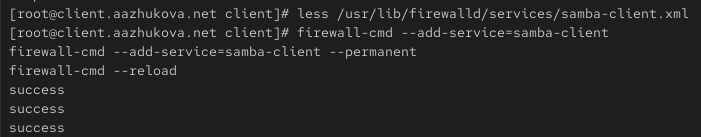 [root@client.aazhukova.net client]# less /usr/lib/firewalld/services/samba-client.xml
[root@client.aazhukova.net client]# firewall-cmd --add-service=samba-client
firewall-cmd --add-service=samba-client --permanent
firewall-cmd --reload
success
success
success